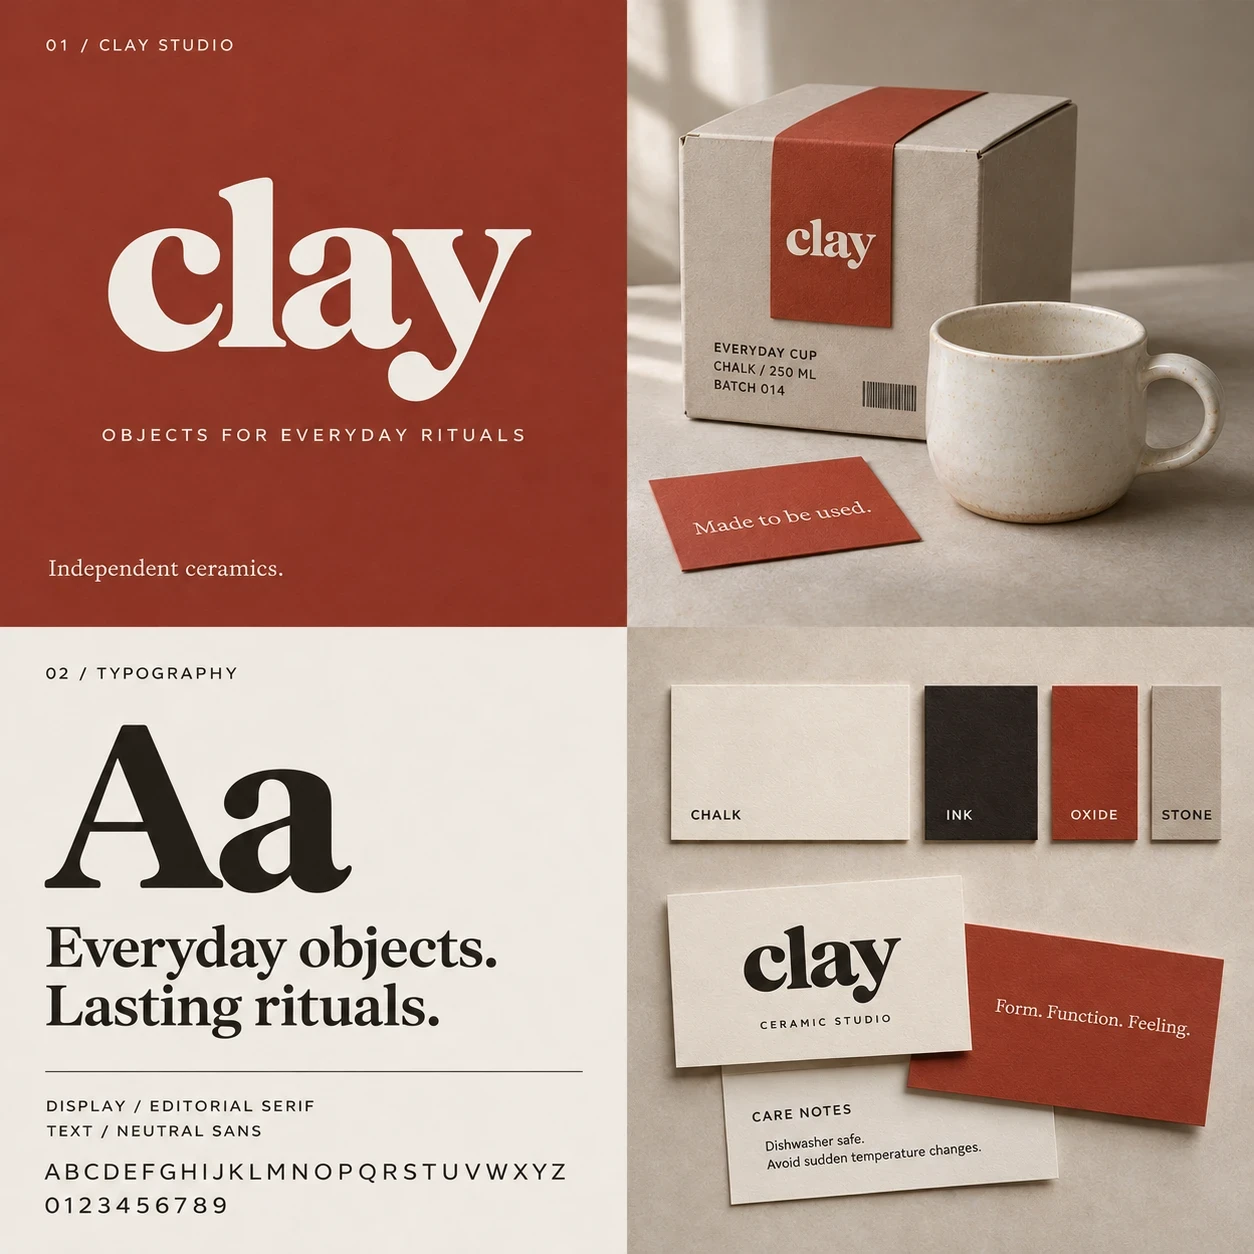 01 / CLAY STUDIO
clay
OBJECTS FOR EVERYDAY RITUALS
Independent ceramics.
clay
EVERYDAY CUP
CHALK / 250 ML
BATCH 014
Made to be used.
02 / TYPOGRAPHY
Aa
Everyday objects.
Lasting rituals.
DISPLAY / EDITORIAL SERIF
TEXT / NEUTRAL SANS
ABCDEFGHIJKLMNOPQRSTUVWXYZ
0123456789
CHALK
INK
OXIDE
STONE
clay
CERAMIC STUDIO
Form. Function. Feeling.
CARE NOTES
Dishwasher safe.
Avoid sudden temperature changes.